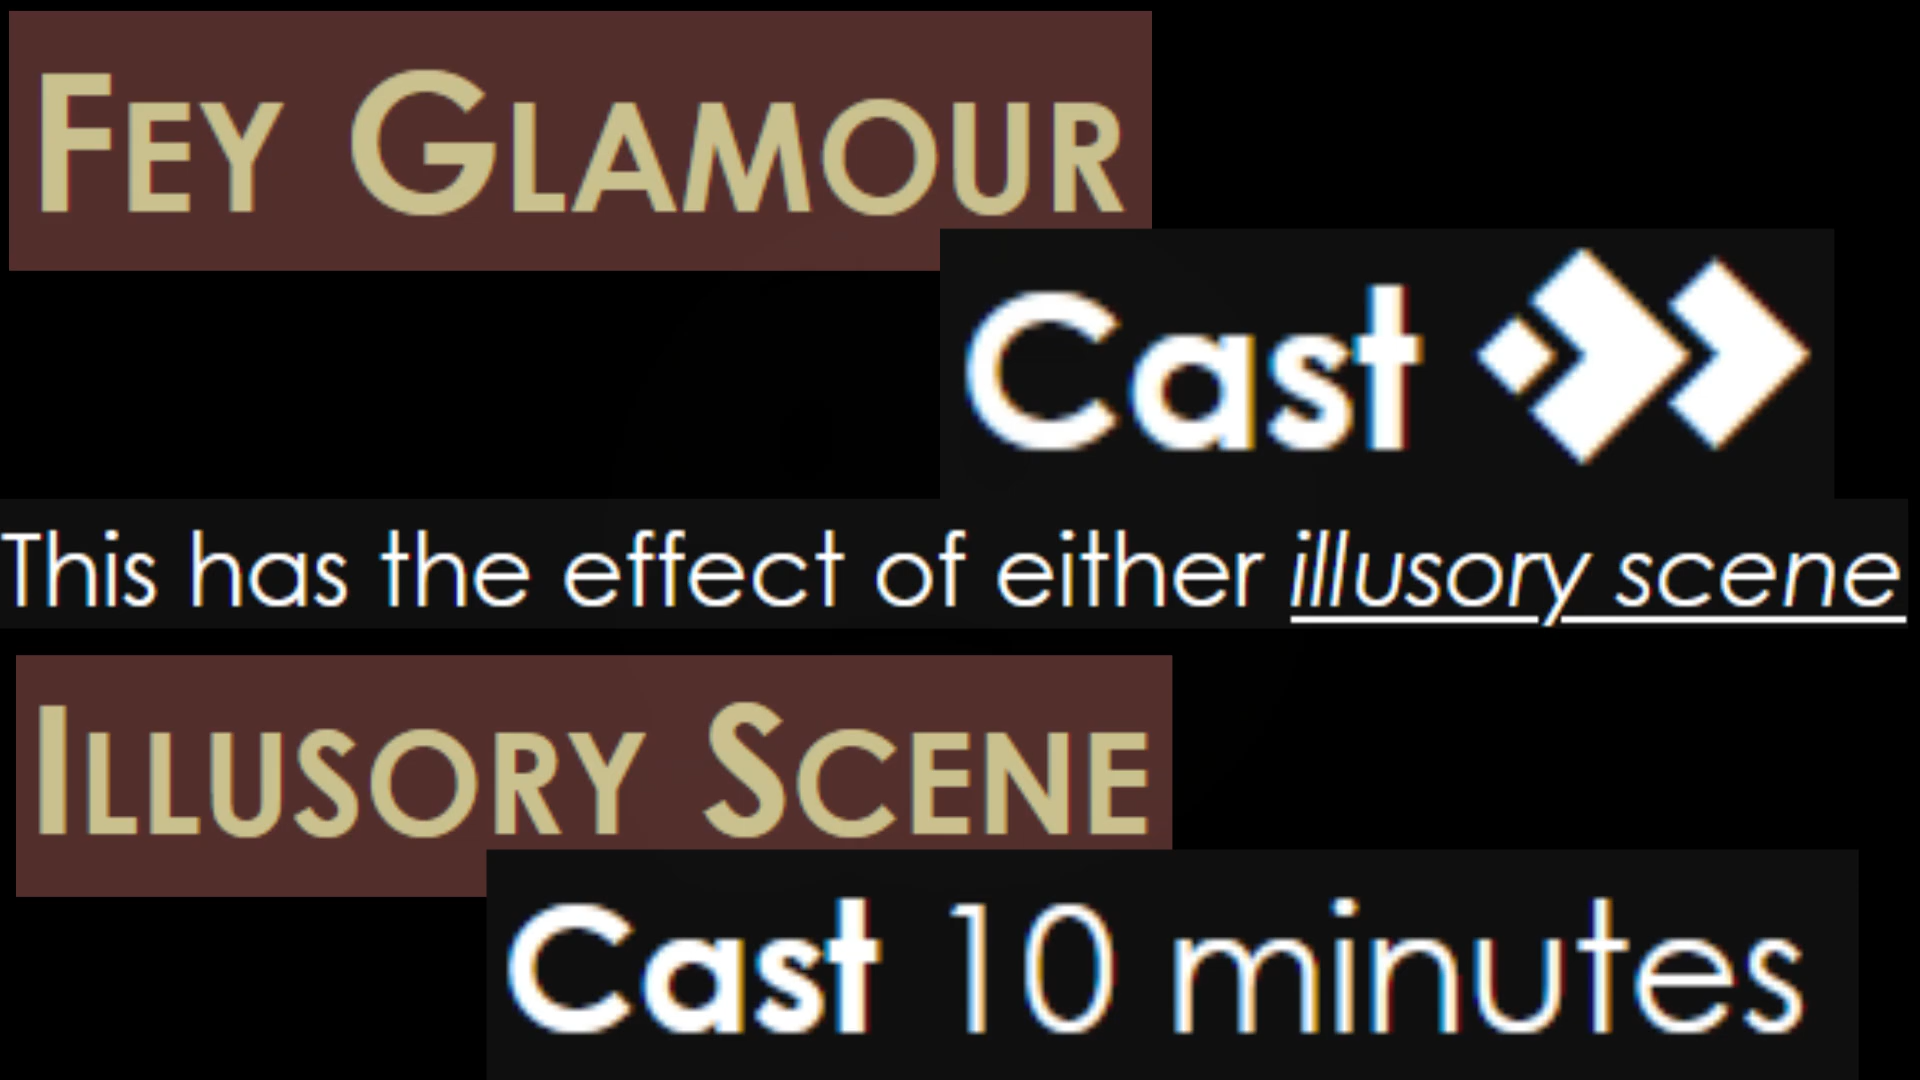 FEY GLAMOUR
Cast
This has the effect of either illusory scene
ILLUSORY SCENE
Cast 10 minutes